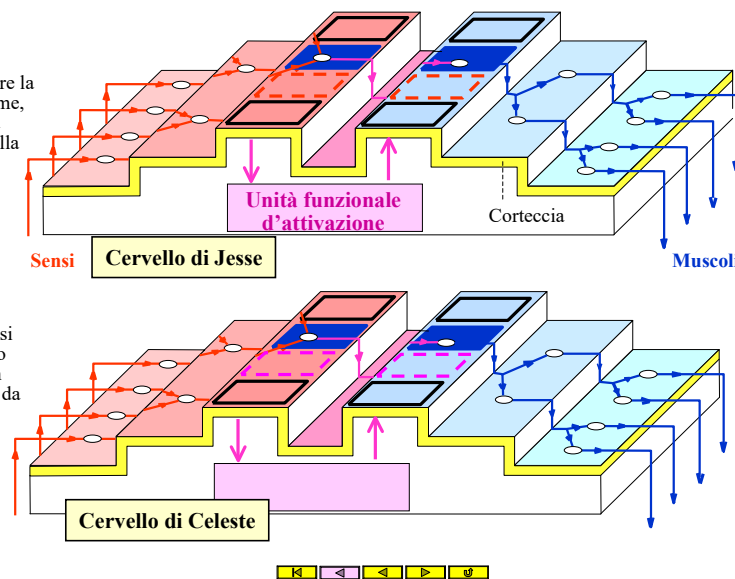 re la
me,
lla
Unità funzionale
d'attivazione
Corteccia
Sensi
Cervello di Jesse
Muscoli
si
o
da
Cervello di Celeste